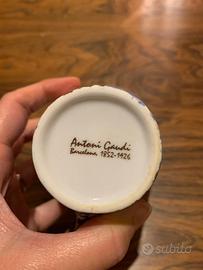 Antoni Gaudí
Barcelona, 1852-1926
subito